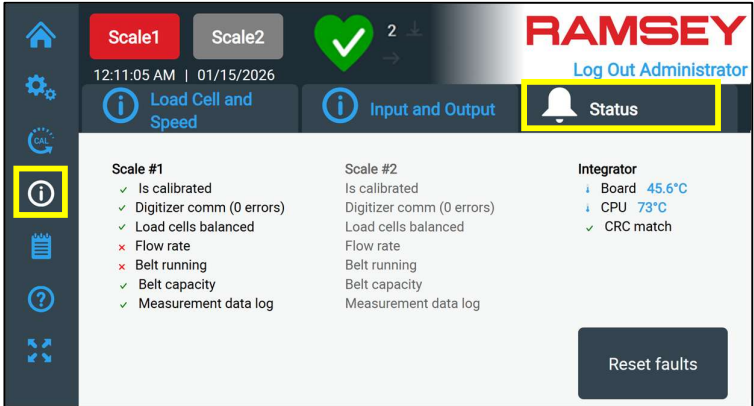 Scale1
Scale2
2
RAMSEY
12:11:05 AM | 01/15/2026
Log Out Administrator
Load Cell and
Speed
Input and Output
Status
CAL
Scale #1
Is calibrated
Digitizer comm (0 errors)
Load cells balanced
Flow rate
Belt running
Belt capacity
Measurement data log
Scale #2
Is calibrated
Digitizer comm (0 errors)
Load cells balanced
Flow rate
Belt running
Belt capacity
Measurement data log
Integrator
Board 45.6°C
CPU 73°C
CRC match
Reset faults